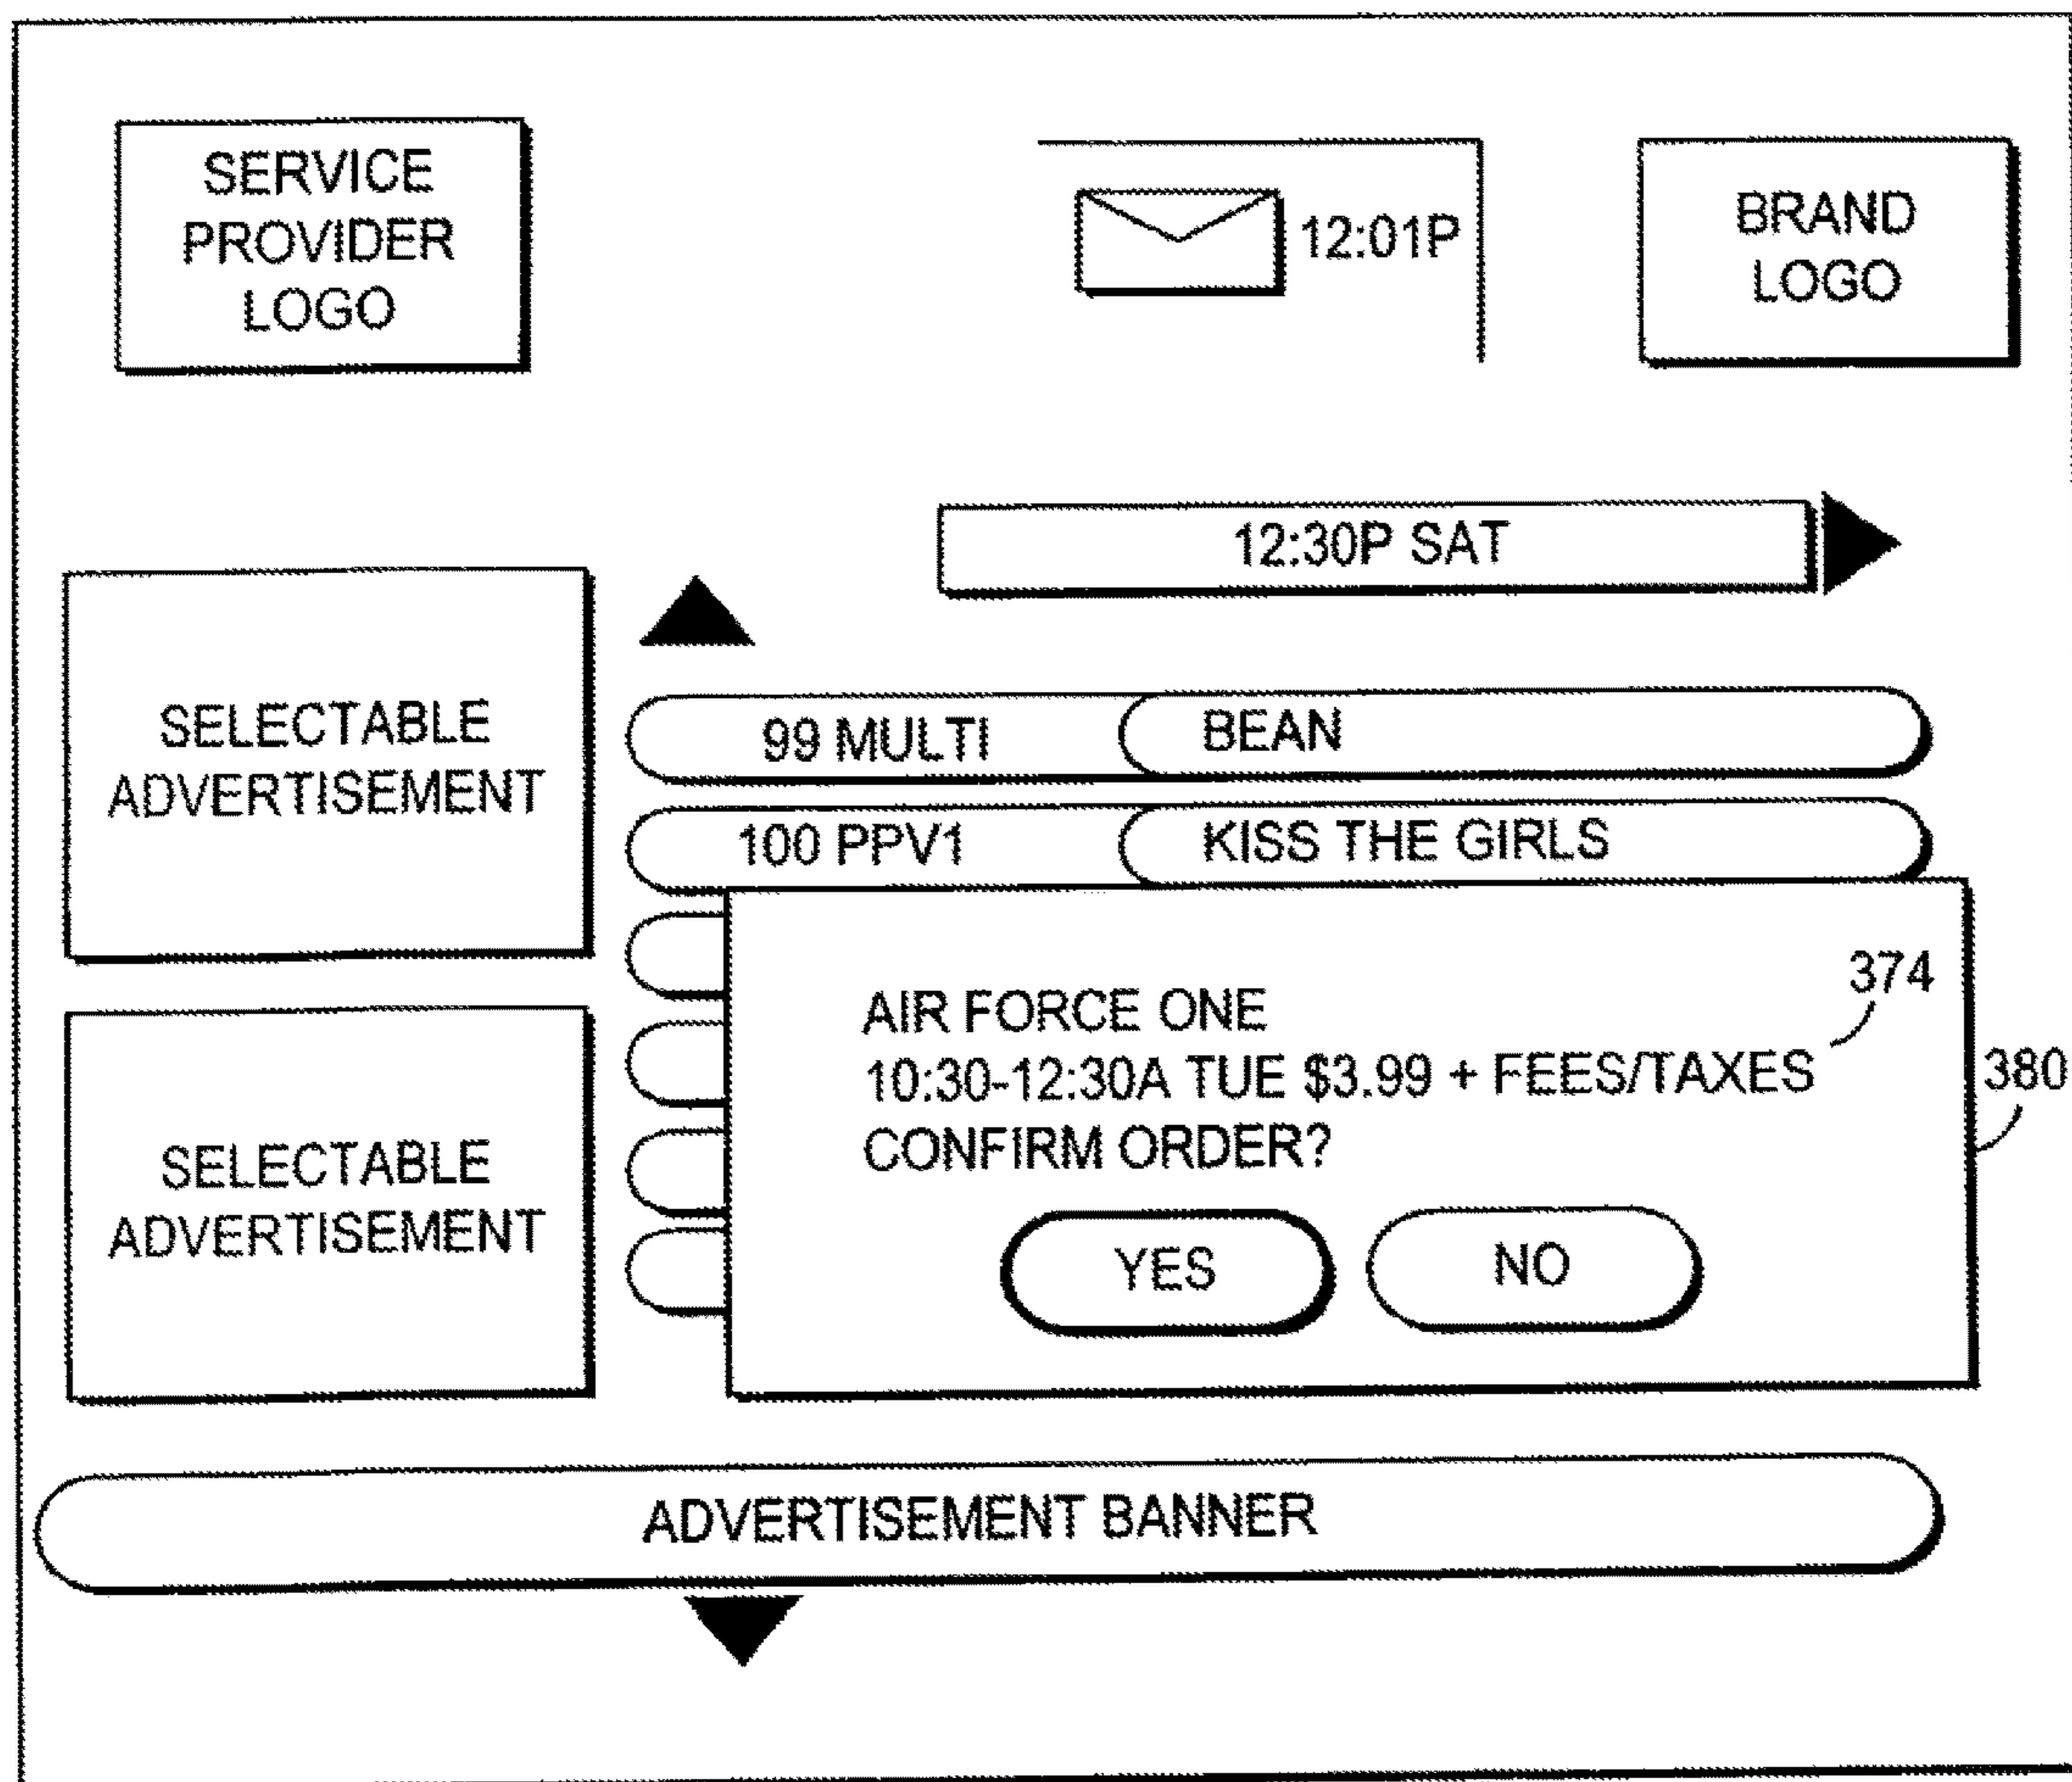 SERVICE
PROVIDER
LOGO
12:01P
BRAND
LOGO
12:30P SAT
SELECTABLE
ADVERTISEMENT
99 MULTI BEAN
100 PPV1 KISS THE GIRLS
374
AIR FORCE ONE
10:30-12:30A TUE $3.99 + FEES/TAXES
380
CONFIRM ORDER?
YES NO
SELECTABLE
ADVERTISEMENT
ADVERTISEMENT BANNER